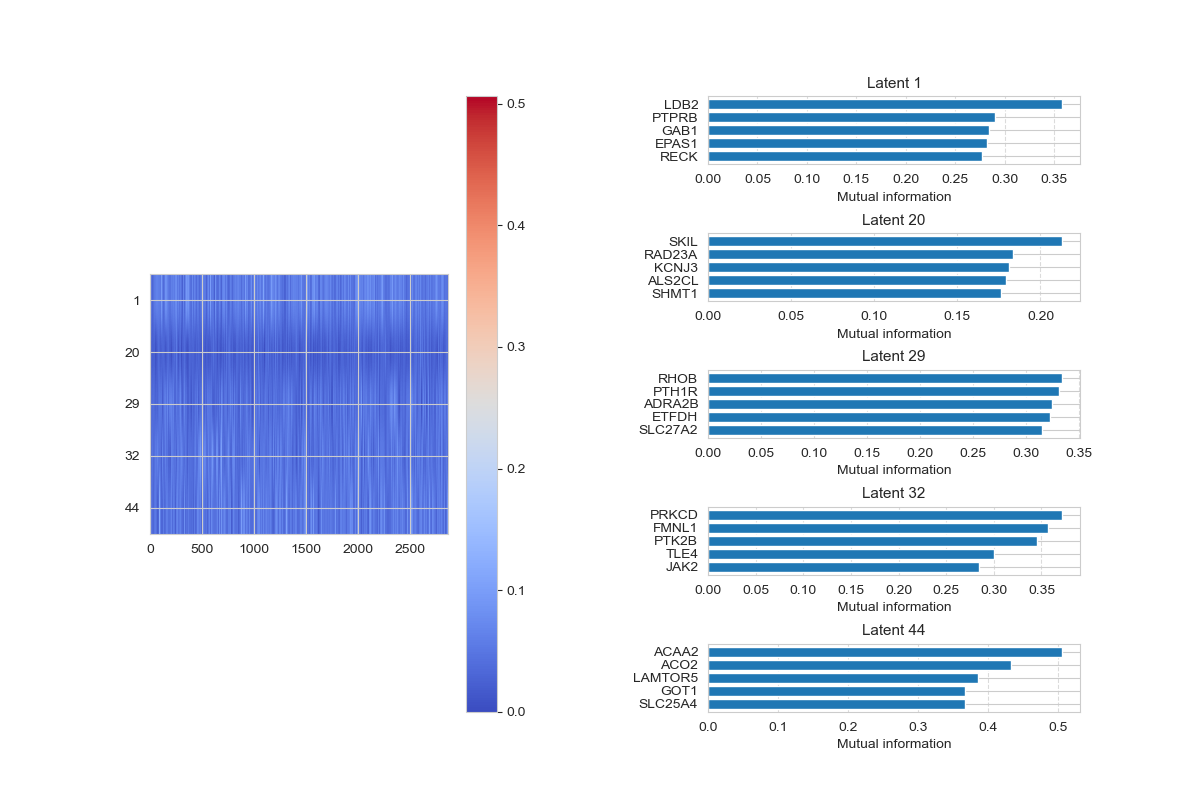 1
20
29
32
44
0 500 1000 1500 2000 2500
0.5
0.4
0.3
0.2
0.1
0.0
Latent 1
LDB2
PTPRB
GAB1
EPAS1
RECK
0.00 0.05 0.10 0.15 0.20 0.25 0.30 0.35
Mutual information
Latent 20
SKIL
RAD23A
KCNJ3
ALS2CL
SHMT1
0.00 0.05 0.10 0.15 0.20
Mutual information
Latent 29
RHOB
PTH1R
ADRA2B
ETFDH
SLC27A2
0.00 0.05 0.10 0.15 0.20 0.25 0.30 0.35
Mutual information
Latent 32
PRKCD
FMNL1
PTK2B
TLE4
JAK2
0.00 0.05 0.10 0.15 0.20 0.25 0.30 0.35
Mutual information
Latent 44
ACAA2
ACO2
LAMTOR5
GOT1
SLC25A4
0.0 0.1 0.2 0.3 0.4 0.5
Mutual information